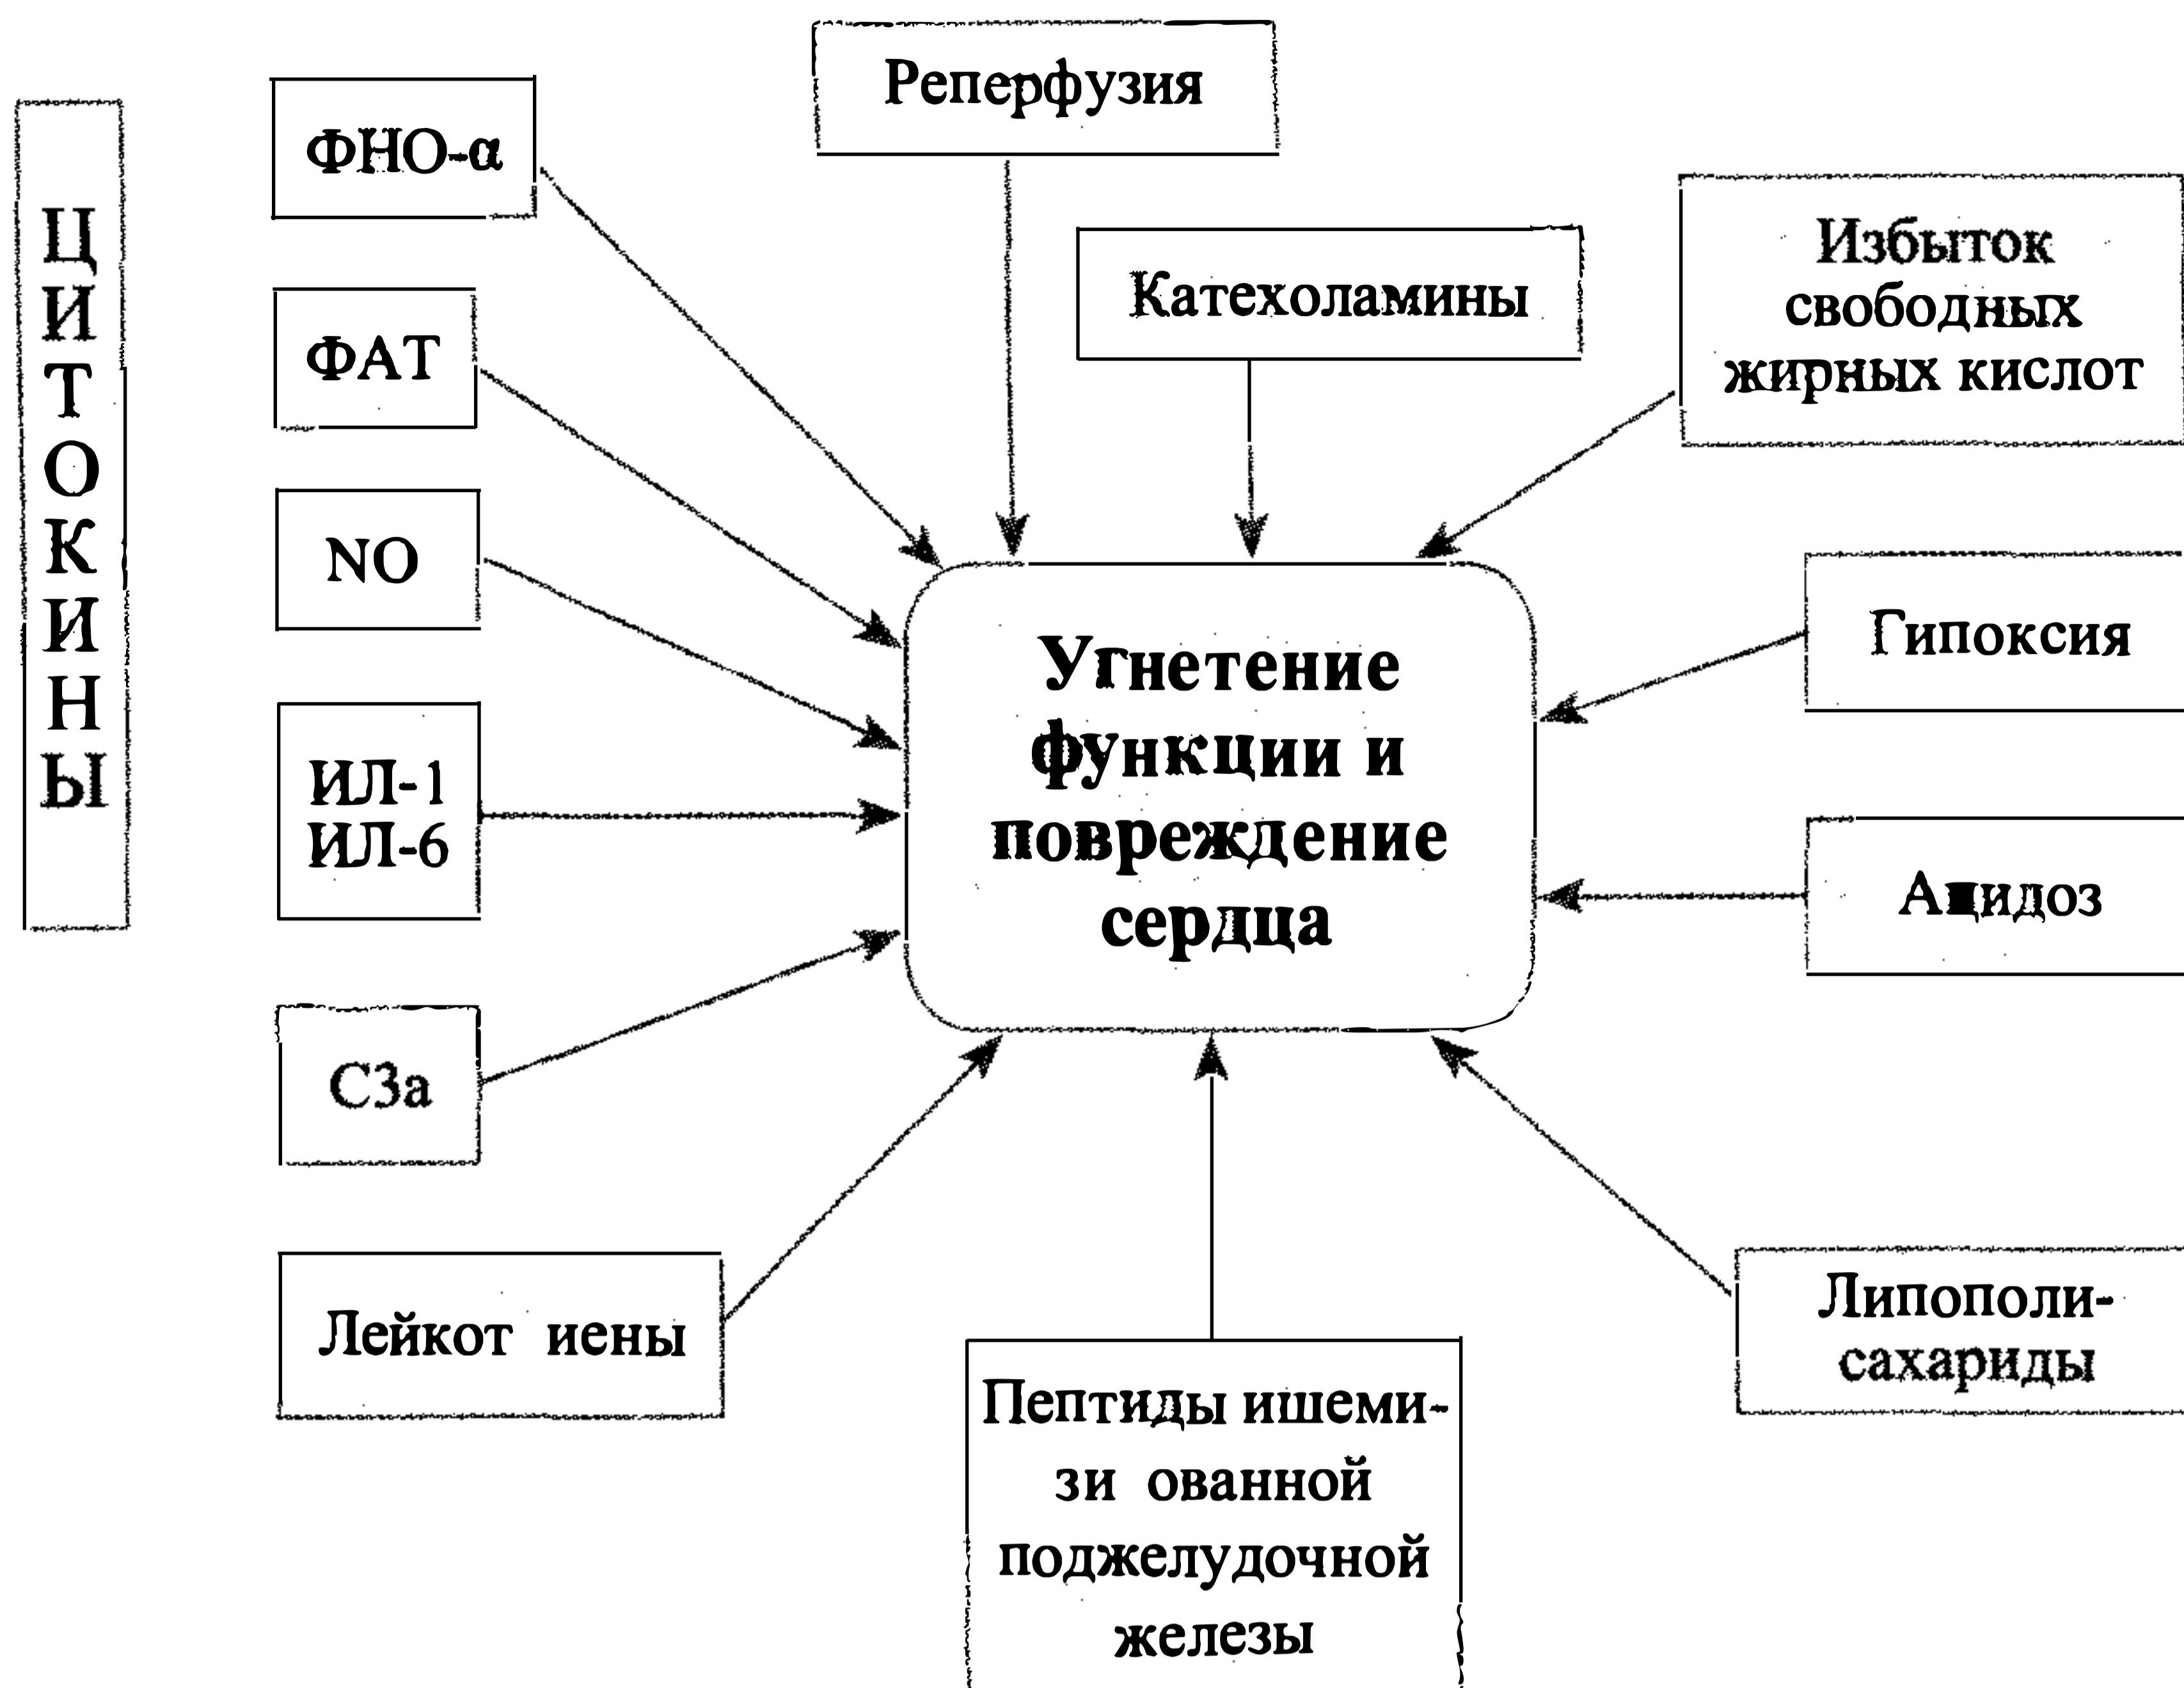 ЦИТОКИНЫ
ФНО-α
ФАТ
NO
ИЛ-1
ИЛ-6
С3а
Лейкот иены
Реперфузия
Катехоламины
Избыток
свободных
жирных кислот
Гипоксия
Ацидоз
Липополи-
сахариды
Пептиды ишеми-
зи ованной
поджелудочной
железы
Угнетение
функции и
повреждение
сердца